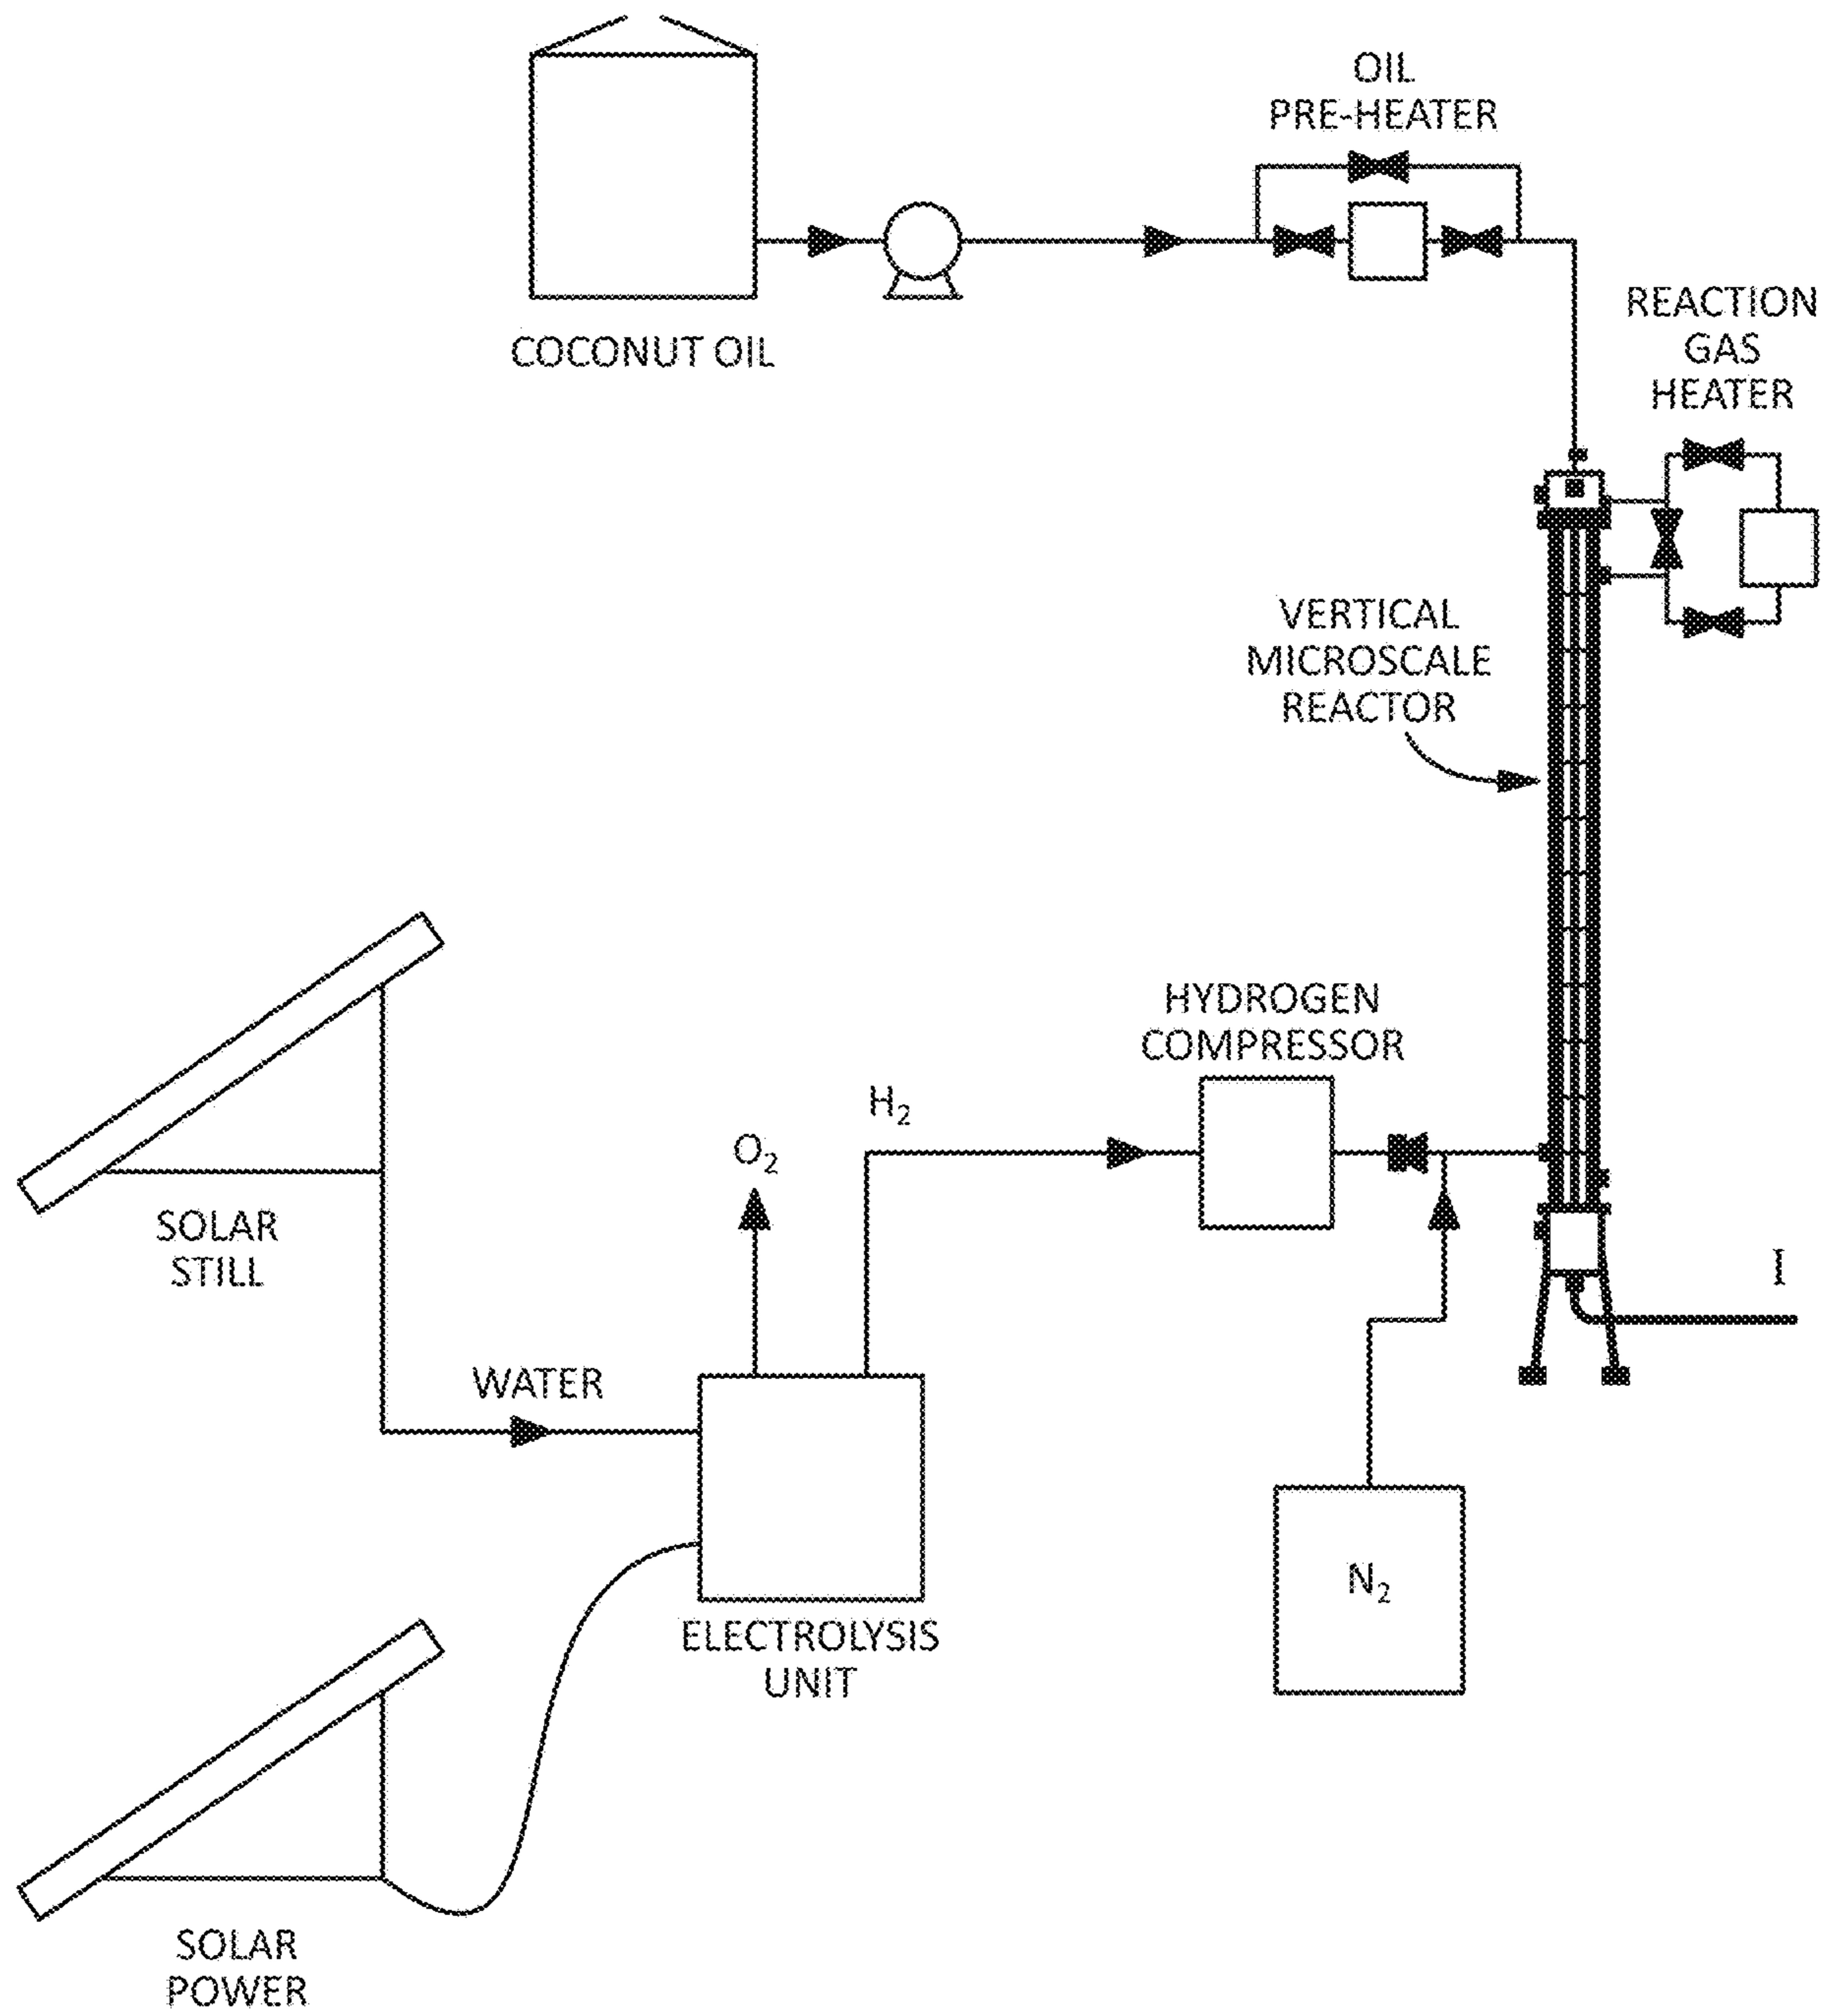 OIL
PRE-HEATER
COCONUT OIL
REACTION
GAS
HEATER
VERTICAL
MICROSCALE
REACTOR
HYDROGEN
COMPRESSOR
H₂
O₂
SOLAR
STILL
I
WATER
N₂
ELECTROLYSIS
UNIT
SOLAR
POWER